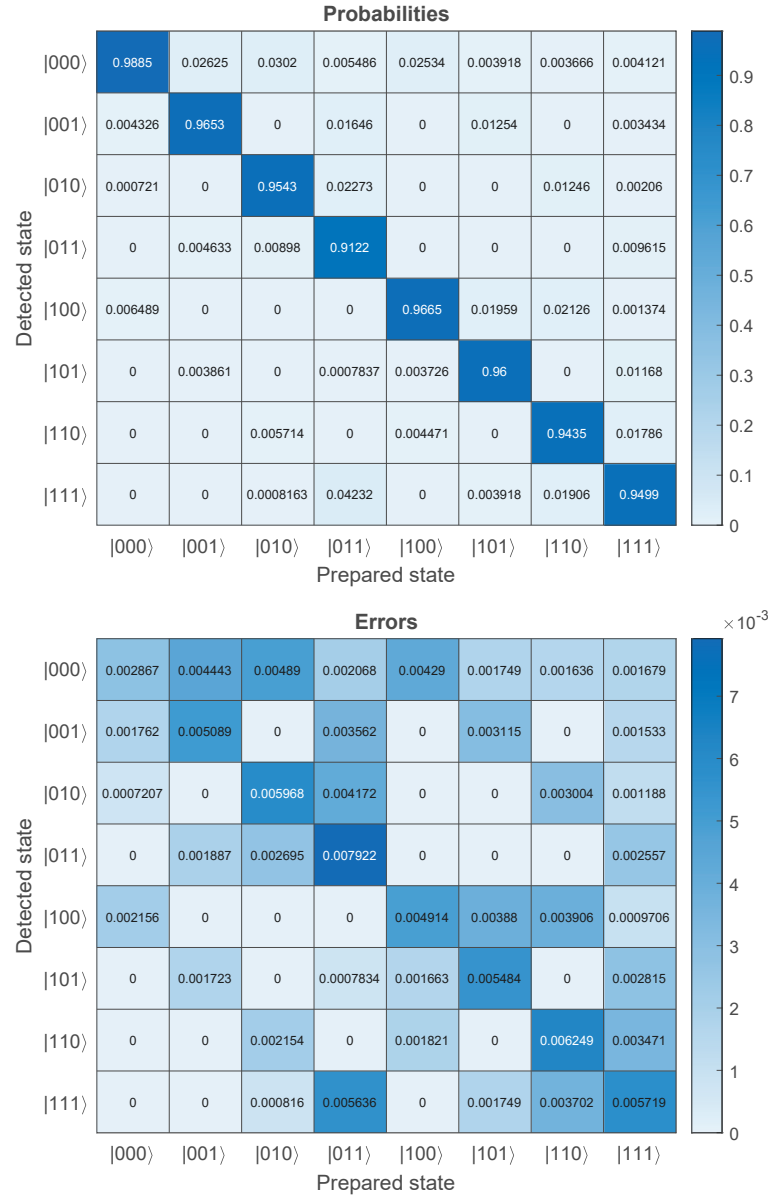 Probabilities
|000⟩ 0.9885 0.02625 0.0302 0.005486 0.02534 0.003918 0.003666 0.004121
|001⟩ 0.004326 0.9653 0 0.01646 0 0.01254 0 0.003434
|010⟩ 0.000721 0 0.9543 0.02273 0 0 0.01246 0.00206
|011⟩ 0 0.004633 0.00898 0.9122 0 0 0 0.009615
|100⟩ 0.006489 0 0 0 0.9665 0.01959 0.02126 0.001374
|101⟩ 0 0.003861 0 0.0007837 0.003726 0.96 0 0.01168
|110⟩ 0 0 0.005714 0 0.004471 0 0.9435 0.01786
|111⟩ 0 0 0.0008163 0.04232 0 0.003918 0.01906 0.9499
|000⟩ |001⟩ |010⟩ |011⟩ |100⟩ |101⟩ |110⟩ |111⟩
Prepared state
Detected state
0.9
0.8
0.7
0.6
0.5
0.4
0.3
0.2
0.1
0
Errors
|000⟩ 0.002867 0.004443 0.00489 0.002068 0.00429 0.001749 0.001636 0.001679
|001⟩ 0.001762 0.005089 0 0.003562 0 0.003115 0 0.001533
|010⟩ 0.0007207 0 0.005968 0.004172 0 0 0.003004 0.001188
|011⟩ 0 0.001887 0.002695 0.007922 0 0 0 0.002557
|100⟩ 0.002156 0 0 0 0.004914 0.00388 0.003906 0.0009706
|101⟩ 0 0.001723 0 0.0007834 0.001663 0.005484 0 0.002815
|110⟩ 0 0 0.002154 0 0.001821 0 0.006249 0.003471
|111⟩ 0 0 0.000816 0.005636 0 0.001749 0.003702 0.005719
|000⟩ |001⟩ |010⟩ |011⟩ |100⟩ |101⟩ |110⟩ |111⟩
Prepared state
Detected state
×10⁻³
7
6
5
4
3
2
1
0